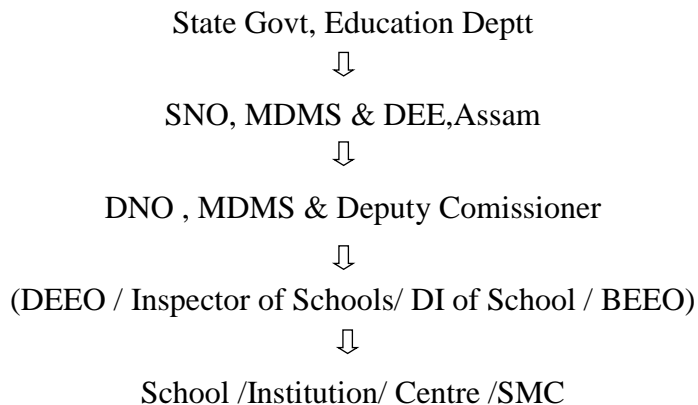 State Govt, Education Deptt
⇩
SNO, MDMS & DEE,Assam
⇩
DNO , MDMS & Deputy Comissioner
⇩
(DEEO / Inspector of Schools/ DI of School / BEEO)
⇩
School /Institution/ Centre /SMC